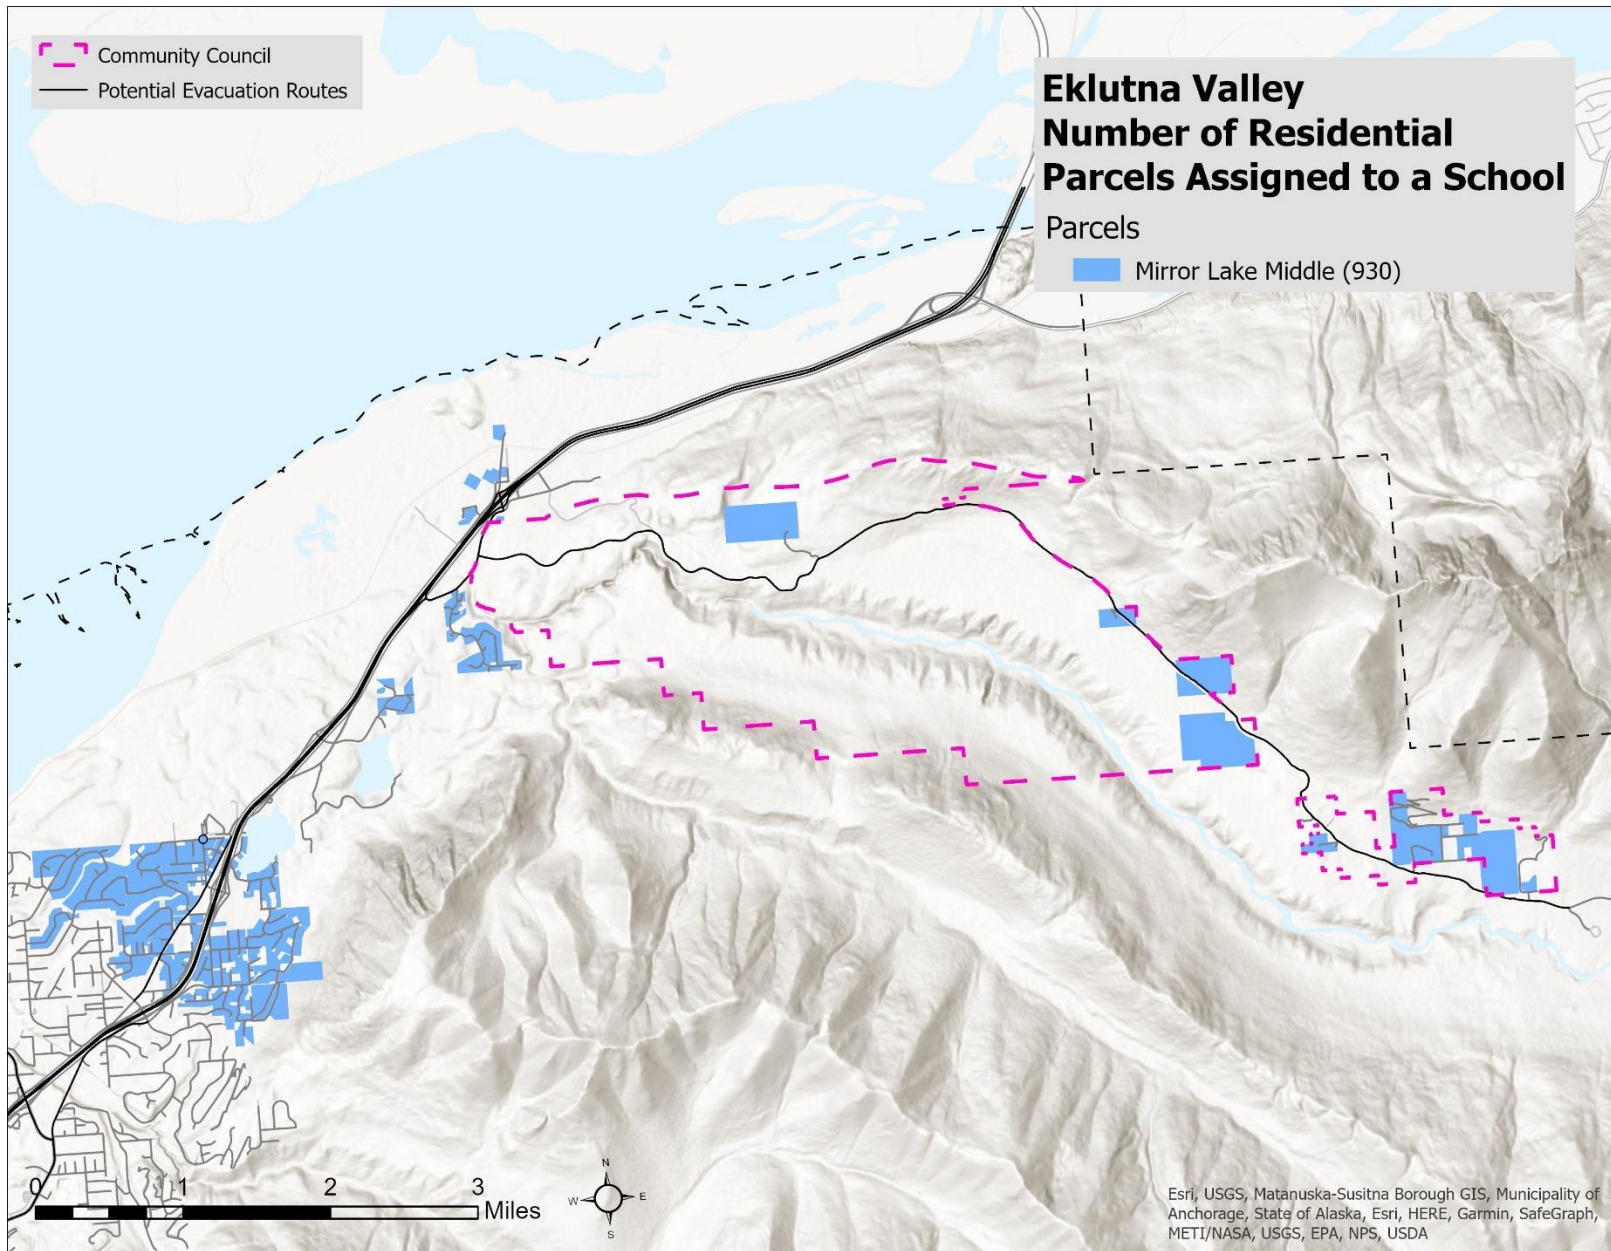 Community Council
Potential Evacuation Routes
Eklutna Valley
Number of Residential
Parcels Assigned to a School
Parcels
Mirror Lake Middle (930)
0 1 2 3
Miles
N
W E
S
Esri, USGS, Matanuska-Susitna Borough GIS, Municipality of
Anchorage, State of Alaska, Esri, HERE, Garmin, SafeGraph,
METI/NASA, USGS, EPA, NPS, USDA